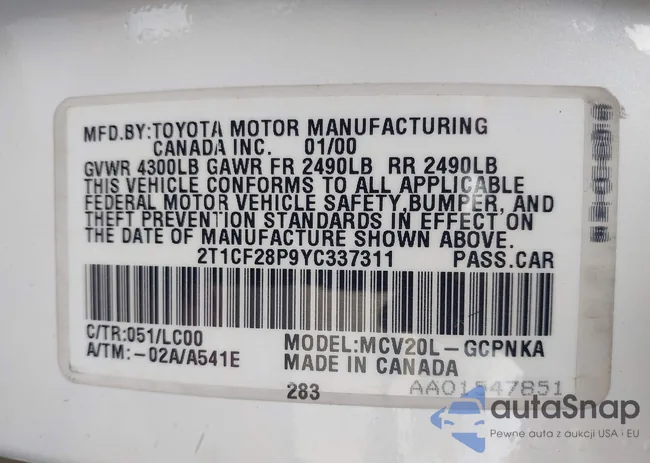 MFD.BY:TOYOTA MOTOR MANUFACTURING
CANADA INC. 01/00
GVWR 4300LB GAWR FR 2490LB RR 2490LB
THIS VEHICLE CONFORMS TO ALL APPLICABLE
FEDERAL MOTOR VEHICLE SAFETY,BUMPER, AND
THEFT PREVENTION STANDARDS IN EFFECT ON
THE DATE OF MANUFACTURE SHOWN ABOVE.
2T1CF28P9YC337311 PASS.CAR
C/TR:051/LC00 MODEL:MCV20L-GCPNKA
A/TM:-02A/A541E MADE IN CANADA
283 AA01547851
autaSnap
Pewne auta z aukcji USA i EU